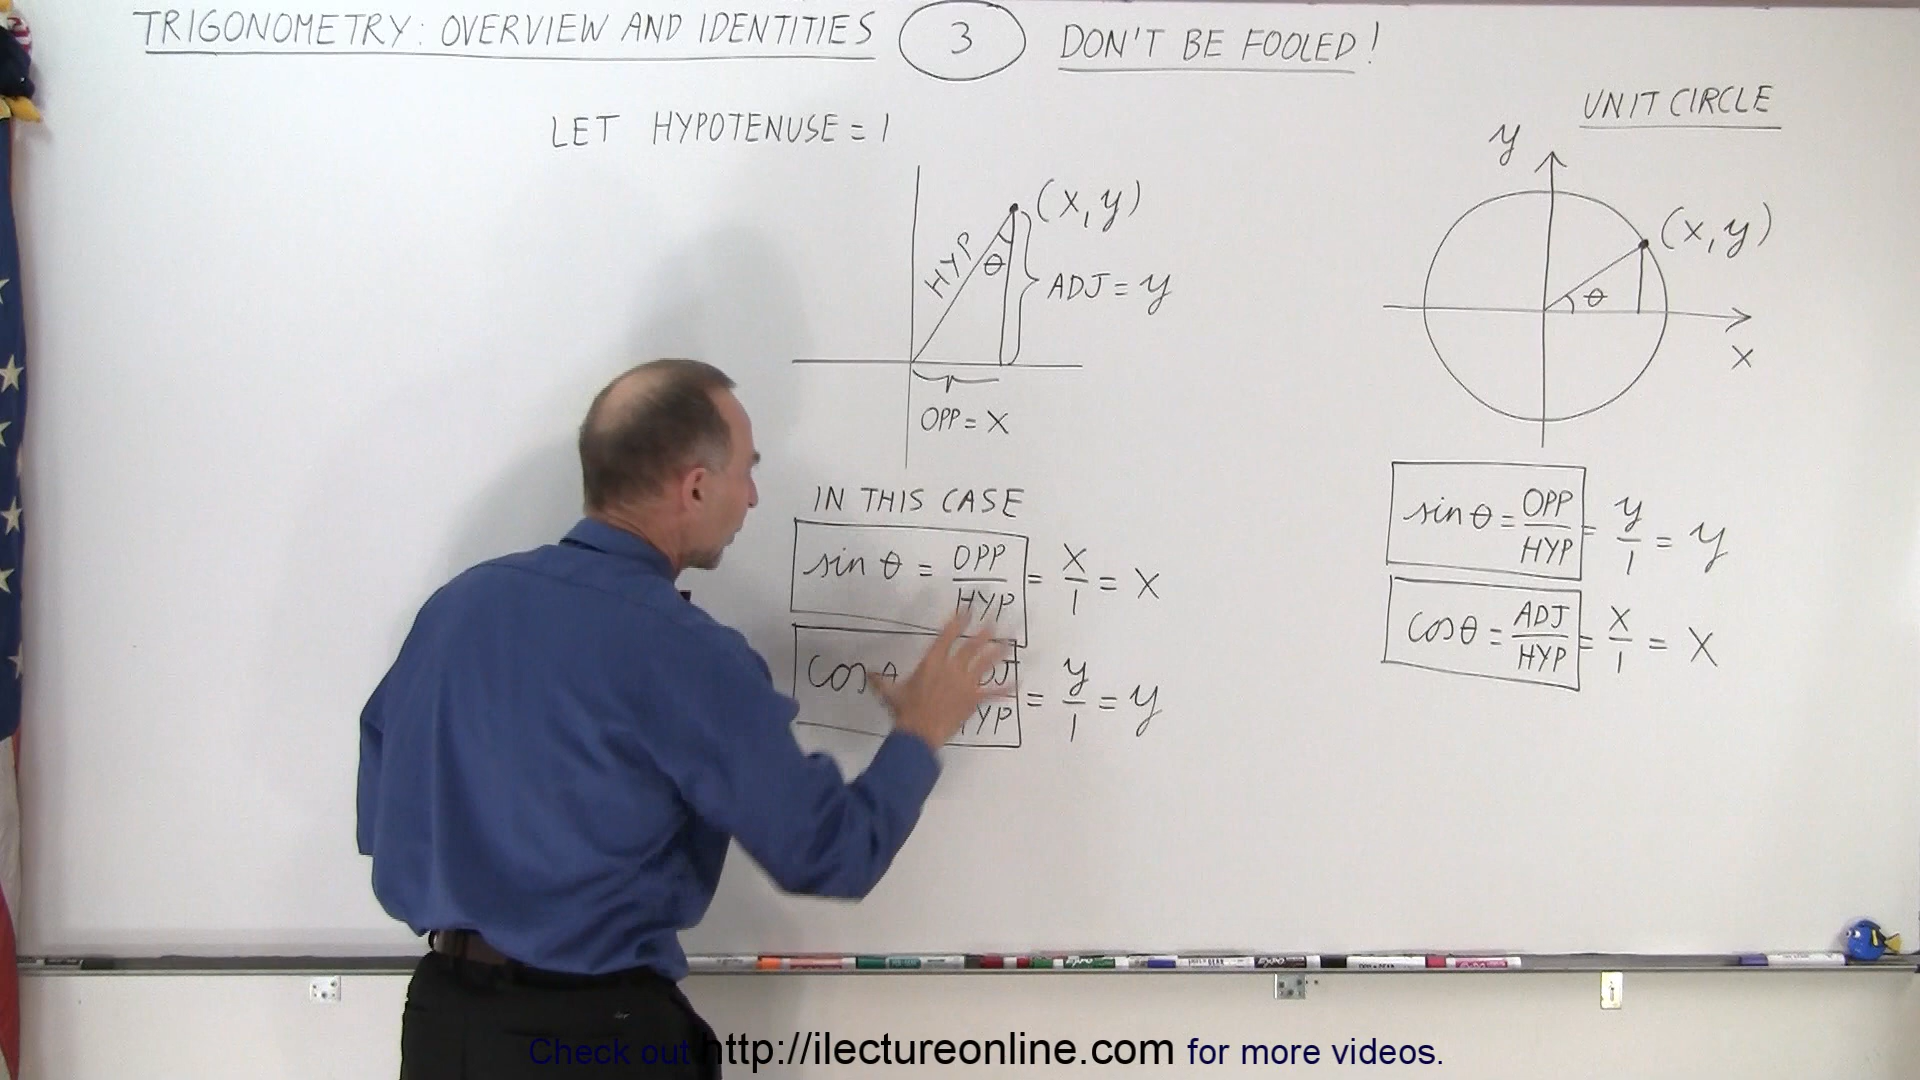 TRIGONOMETRY: OVERVIEW AND IDENTITIES 3 DON'T BE FOOLED!
LET HYPOTENUSE = 1
(x, y)
HYP
θ
ADJ = y
OPP = X
IN THIS CASE
sin θ = OPP/HYP = X/1 = X
cos = y/1 = y
UNIT CIRCLE
y
(x, y)
θ
X
sin θ = OPP/HYP = y/1 = y
cos θ = ADJ/HYP = X/1 = X
Check out http://ilectureonline.com for more videos.